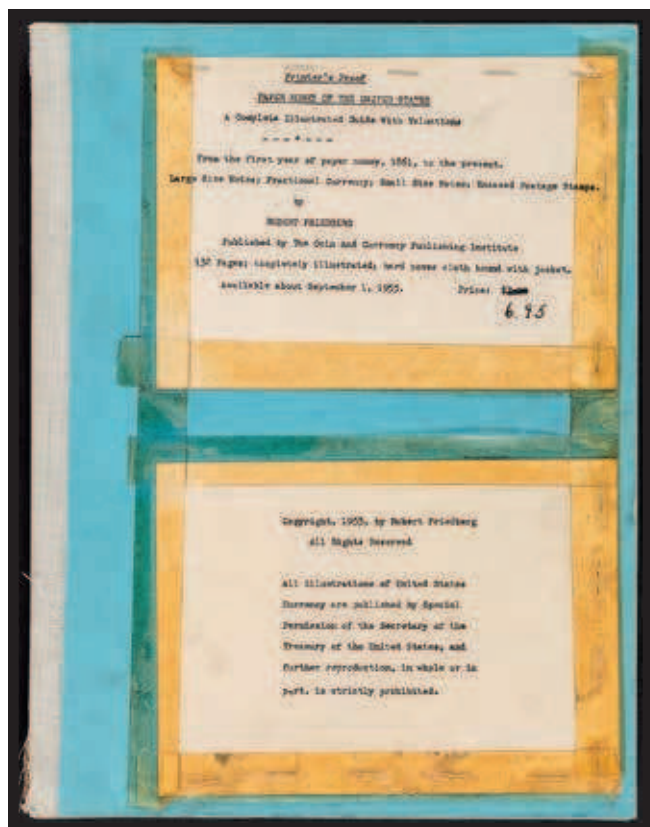 Printer's Proof
PAPER MONEY OF THE UNITED STATES
A Complete Illustrated Guide With Valuations
- - - * - - -
From the first year of paper money, 1861, to the present.
Large Size Notes; Fractional Currency; Small Size Notes; Encased Postage Stamps.
by
ROBERT FRIEDBERG
Published by The Coin and Currency Publishing Institute
Pages; Completely illustrated; hard cover cloth bound with jacket.
Available about September 1, 1953. Price:
6.95
Copyright, 1953, by Robert Friedberg
All Rights Reserved
All illustrations of United States
Currency are published by Special
Permission of the Secretary of the
Treasury of the United States, and
further reproduction, in whole or in
part, is strictly prohibited.